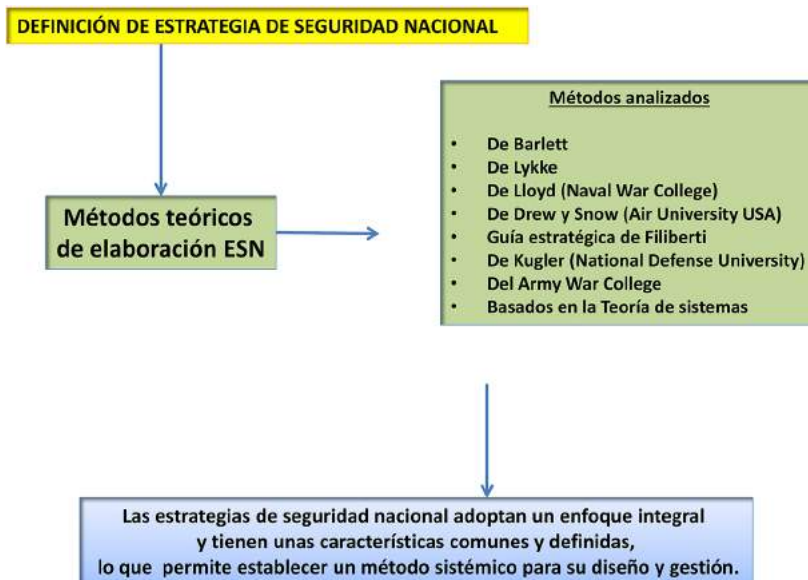 DEFINICIÓN DE ESTRATEGIA DE SEGURIDAD NACIONAL
Métodos teóricos
de elaboración ESN
Métodos analizados
• De Barlett
• De Lykke
• De Lloyd (Naval War College)
• De Drew y Snow (Air University USA)
• Guía estratégica de Filiberti
• De Kugler (National Defense University)
• Del Army War College
• Basados en la Teoría de sistemas
Las estrategias de seguridad nacional adoptan un enfoque integral
y tienen unas características comunes y definidas,
lo que permite establecer un método sistémico para su diseño y gestión.